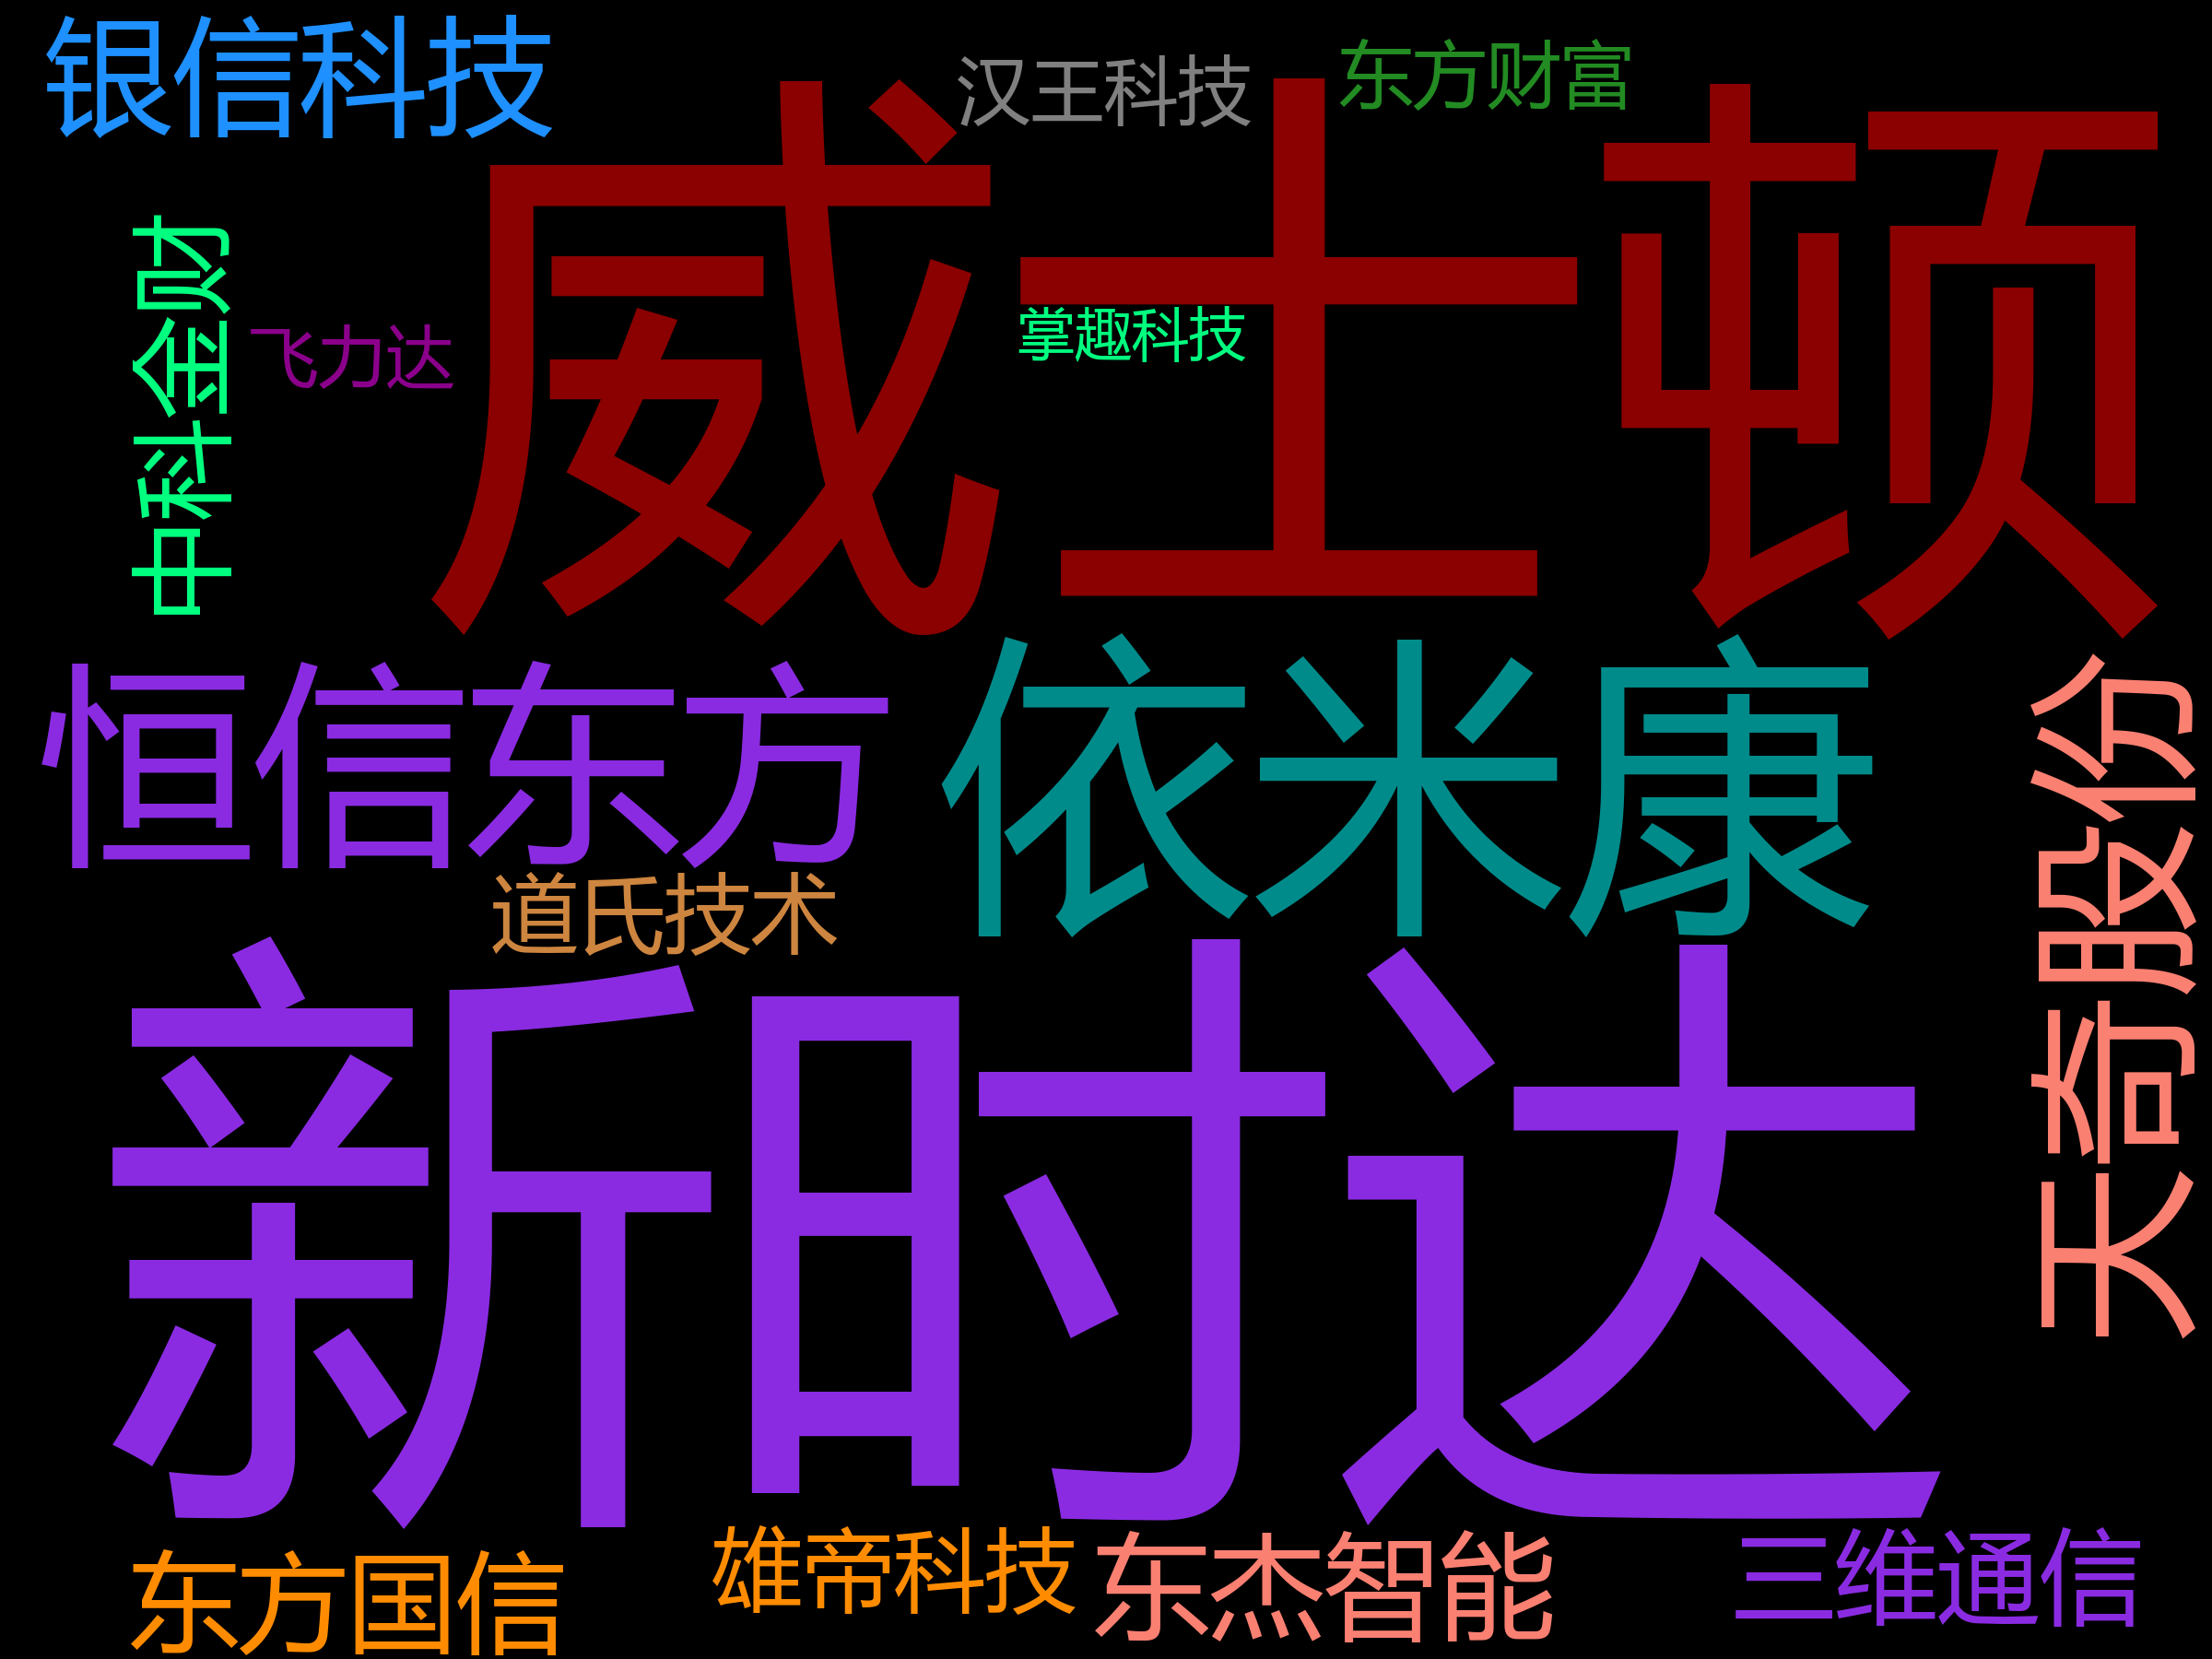 银信科技
汉王科技
东方财富
威士顿
中科金财
飞力达
掌趣科技
恒信东方
依米康
天奇股份
道氏技术
新时达
东方国信
维帝科技
东杰智能
三维通信